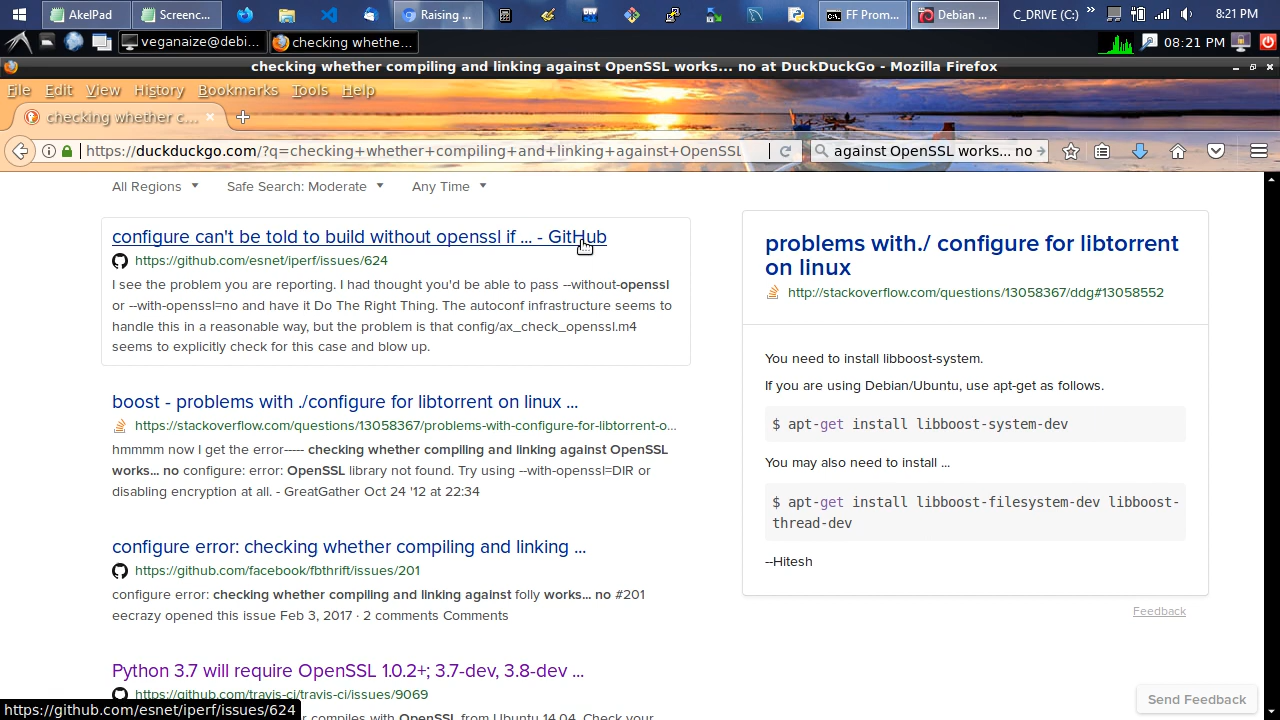 AkelPad
Screenc...
Raising ...
FF Prom...
Debian ...
C_DRIVE (C:)
8:21 PM
veganaize@debi...
checking whethe...
08:21 PM
checking whether compiling and linking against OpenSSL works... no at DuckDuckGo - Mozilla Firefox
File Edit View History Bookmarks Tools Help
checking whether c...
https://duckduckgo.com/?q=checking+whether+compiling+and+linking+against+OpenSSL
against OpenSSL works... no
All Regions
Safe Search: Moderate
Any Time
configure can't be told to build without openssl if ... - GitHub
https://github.com/esnet/iperf/issues/624
I see the problem you are reporting. I had thought you'd be able to pass --without-openssl
or --with-openssl=no and have it Do The Right Thing. The autoconf infrastructure seems to
handle this in a reasonable way, but the problem is that config/ax_check_openssl.m4
seems to explicitly check for this case and blow up.
boost - problems with ./configure for libtorrent on linux ...
https://stackoverflow.com/questions/13058367/problems-with-configure-for-libtorrent-o...
hmmmm now I get the error----- checking whether compiling and linking against OpenSSL
works... no configure: error: OpenSSL library not found. Try using --with-openssl=DIR or
disabling encryption at all. - GreatGather Oct 24 '12 at 22:34
configure error: checking whether compiling and linking ...
https://github.com/facebook/fbthrift/issues/201
configure error: checking whether compiling and linking against folly works... no #201
eecrazy opened this issue Feb 3, 2017 · 2 comments Comments
Python 3.7 will require OpenSSL 1.0.2+; 3.7-dev, 3.8-dev ...
https://github.com/travis-ci/travis-ci/issues/9069
compiles with OpenSSL from Ubuntu 14.04. Check your
problems with./ configure for libtorrent
on linux
http://stackoverflow.com/questions/13058367/ddg#13058552
You need to install libboost-system.
If you are using Debian/Ubuntu, use apt-get as follows.
$ apt-get install libboost-system-dev
You may also need to install ...
$ apt-get install libboost-filesystem-dev libboost-
thread-dev
--Hitesh
Feedback
Send Feedback
https://github.com/esnet/iperf/issues/624